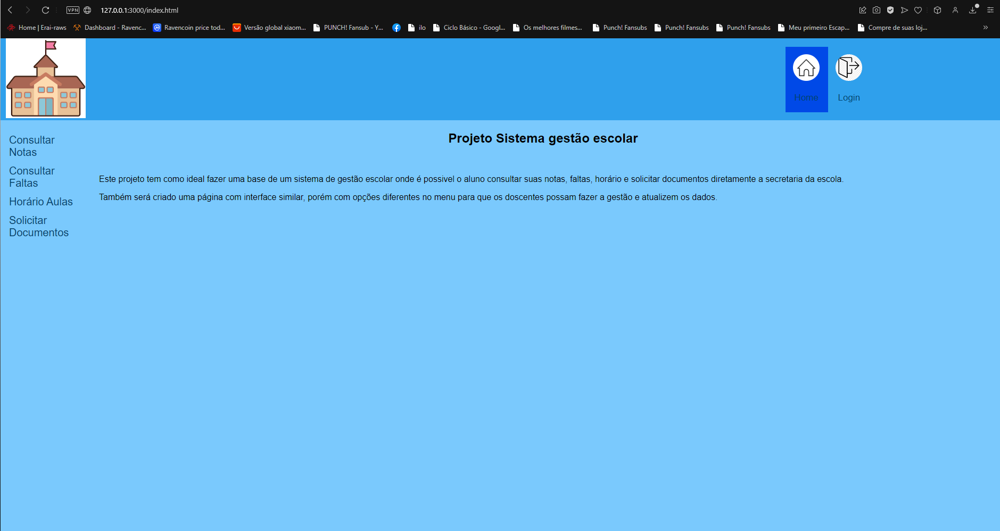 VPN 127.0.0.1:3000/index.html
Home | Erai-raws Dashboard - Ravenc... Ravencoin price tod... Versão global xiaom... PUNCH! Fansub - Y... ilo Ciclo Básico - Googl... Os melhores filmes... Punch! Fansubs Punch! Fansubs Punch! Fansubs Meu primeiro Escap... Compre de suas loj... »
Home Login
Consultar
Notas
Consultar
Faltas
Horário Aulas
Solicitar
Documentos
Projeto Sistema gestão escolar
Este projeto tem como ideal fazer uma base de um sistema de gestão escolar onde é possivel o aluno consultar suas notas, faltas, horário e solicitar documentos diretamente a secretaria da escola.
Também será criado uma página com interface similar, porém com opções diferentes no menu para que os doscentes possam fazer a gestão e atualizem os dados.